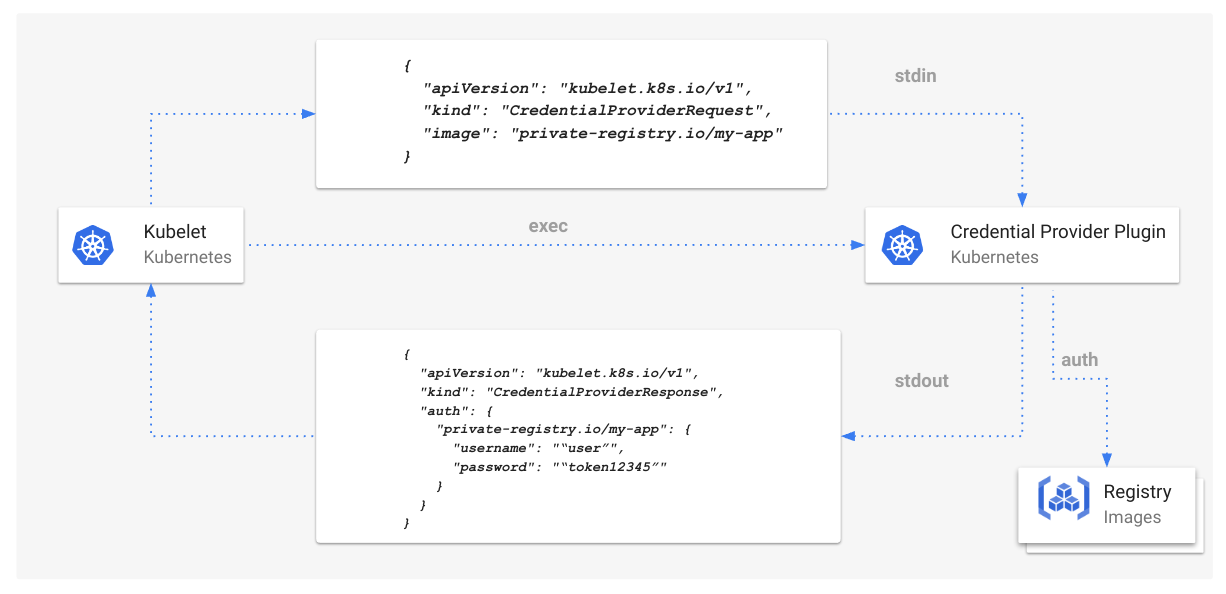 {
"apiVersion": "kubelet.k8s.io/v1",
"kind": "CredentialProviderRequest",
"image": "private-registry.io/my-app"
}
stdin
Kubelet
Kubernetes
exec
Credential Provider Plugin
Kubernetes
{
"apiVersion": "kubelet.k8s.io/v1",
"kind": "CredentialProviderResponse",
"auth": {
"private-registry.io/my-app": {
"username": "“user”",
"password": "“token12345”"
}
}
}
stdout
auth
Registry
Images